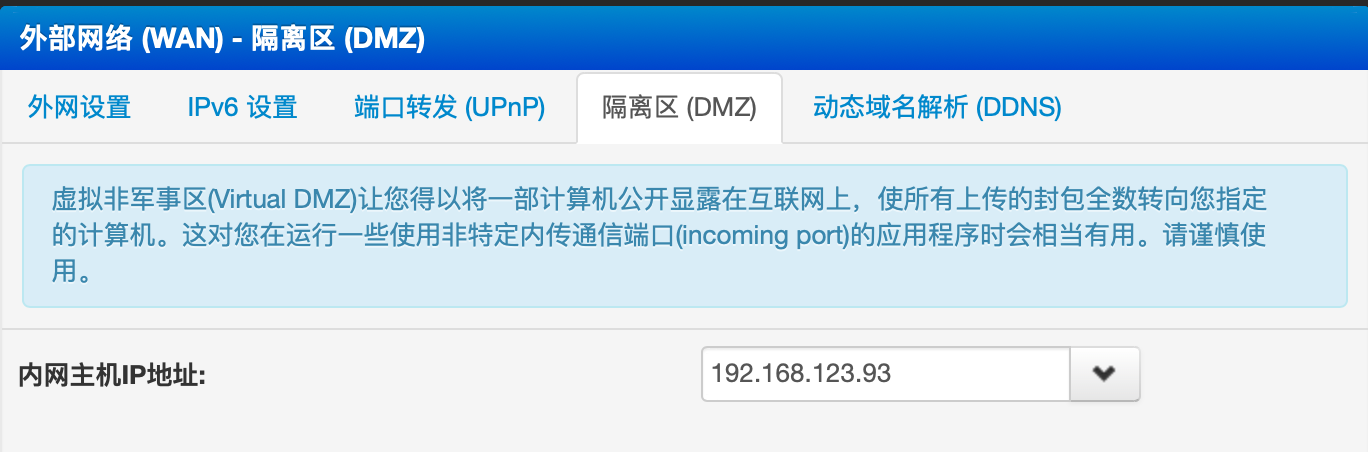 外部网络 (WAN) - 隔离区 (DMZ)
外网设置 IPv6 设置 端口转发 (UPnP) 隔离区 (DMZ) 动态域名解析 (DDNS)
虚拟非军事区(Virtual DMZ)让您得以将一部计算机公开显露在互联网上，使所有上传的封包全数转向您指定
的计算机。这对您在运行一些使用非特定内传通信端口(incoming port)的应用程序时会相当有用。请谨慎使
用。
内网主机IP地址: 192.168.123.93